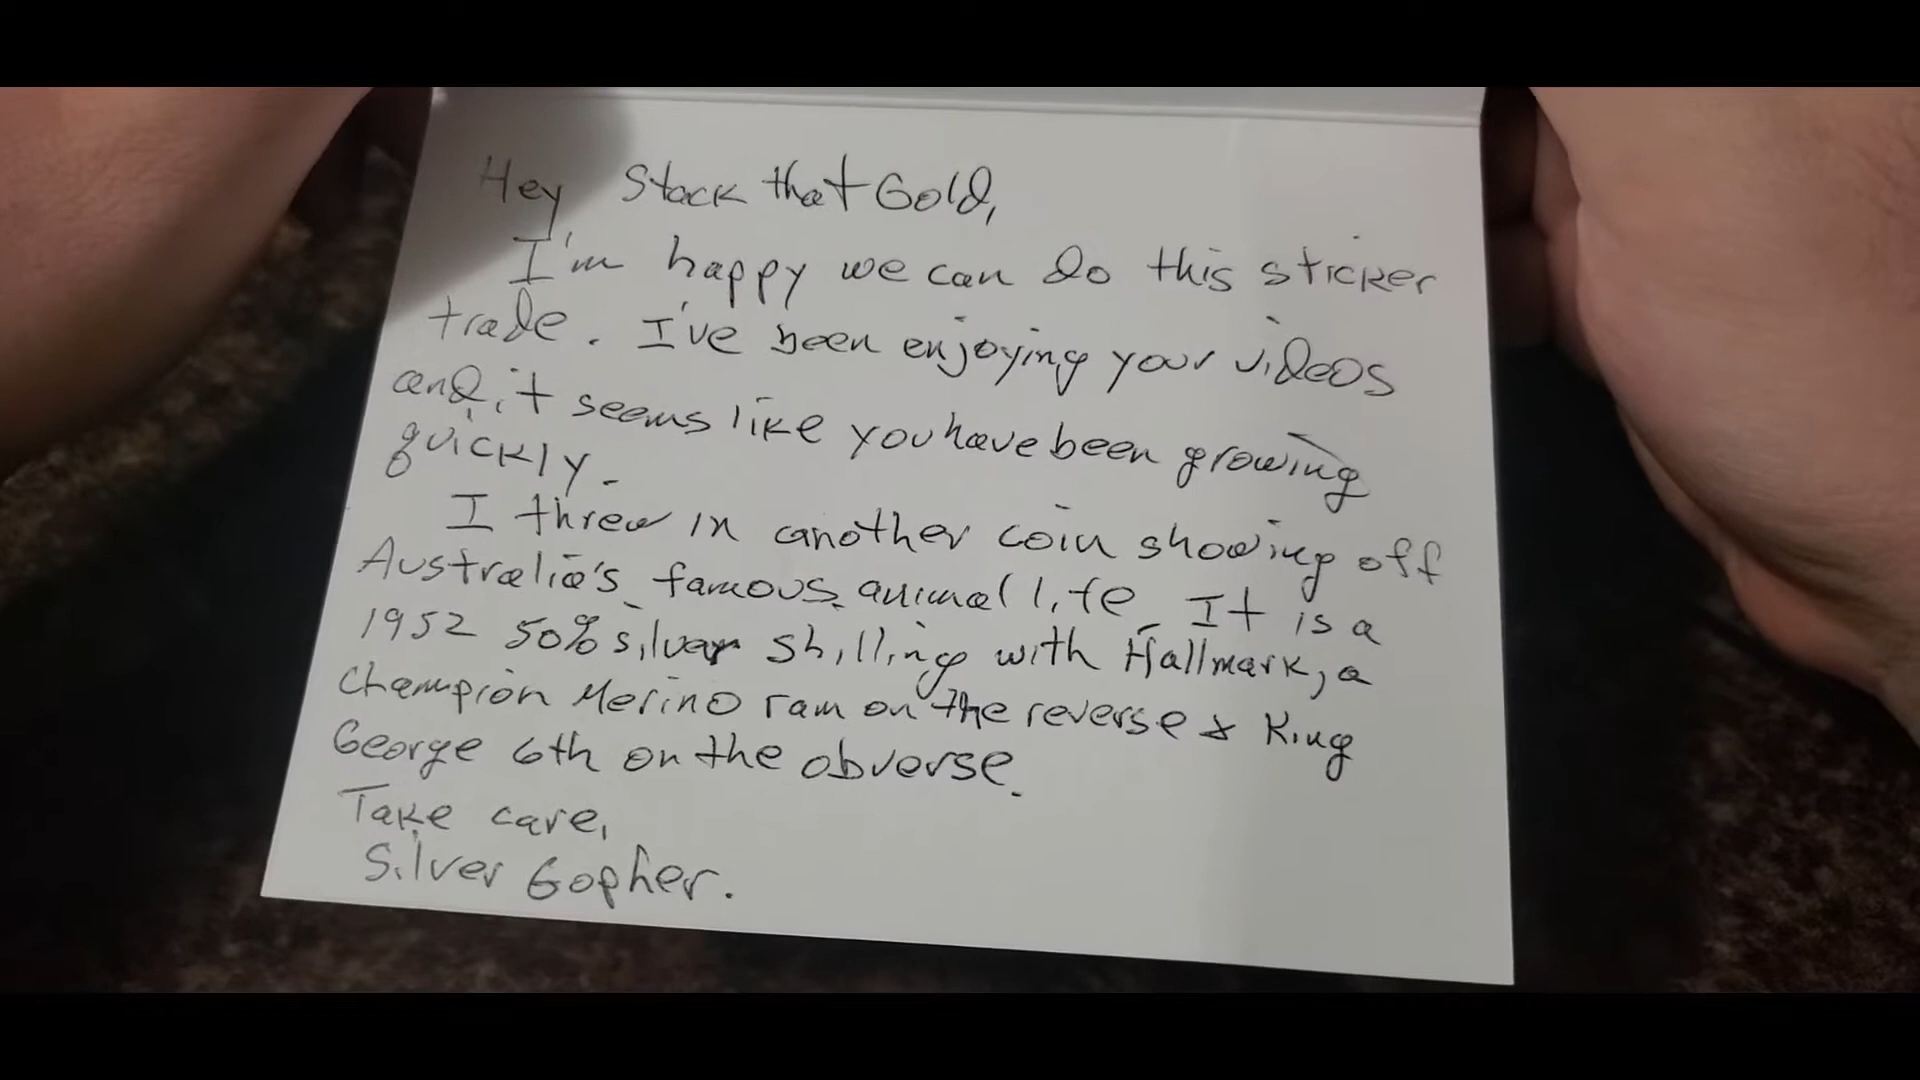 Hey Stack that Gold,
I'm happy we can do this sticker
trade. I've been enjoying your videos
and it seems like you have been growing
quickly.
I threw in another coin showing off
Australia's famous animal life. It is a
1952 50% silver shilling with Hallmark, a
Champion Merino ram on the reverse & King
George 6th on the obverse.
Take care,
Silver Gopher.